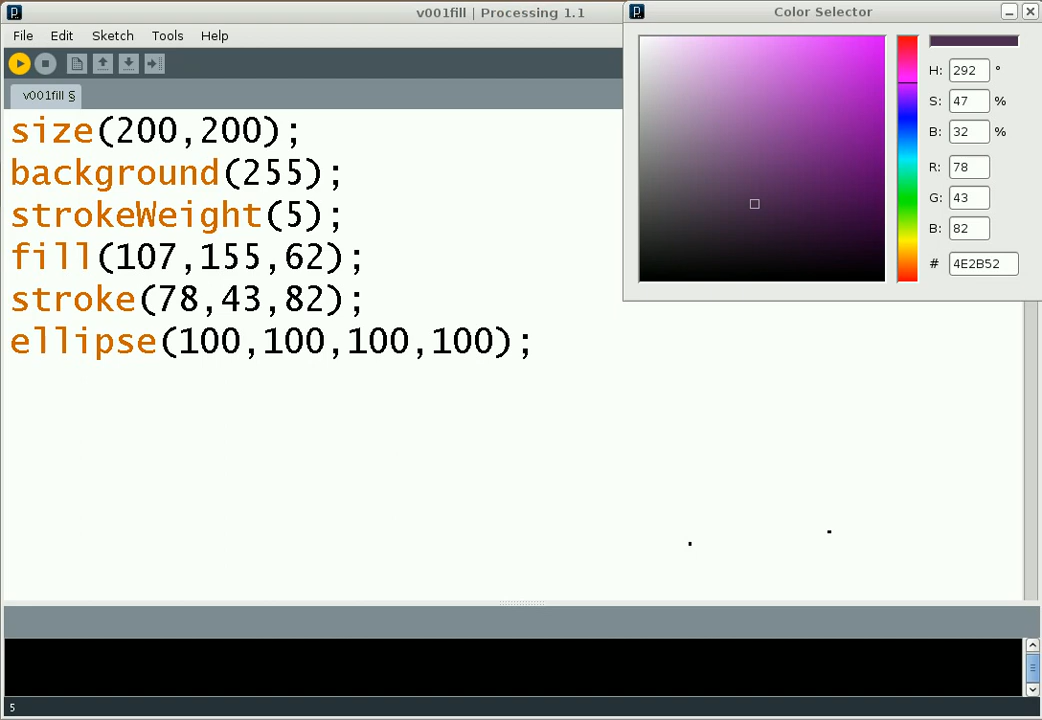 v001fill | Processing 1.1
File Edit Sketch Tools Help
v001fill §
size(200,200);
background(255);
strokeWeight(5);
fill(107,155,62);
stroke(78,43,82);
ellipse(100,100,100,100);
5
Color Selector
H: 292 °
S: 47 %
B: 32 %
R: 78
G: 43
B: 82
# 4E2B52